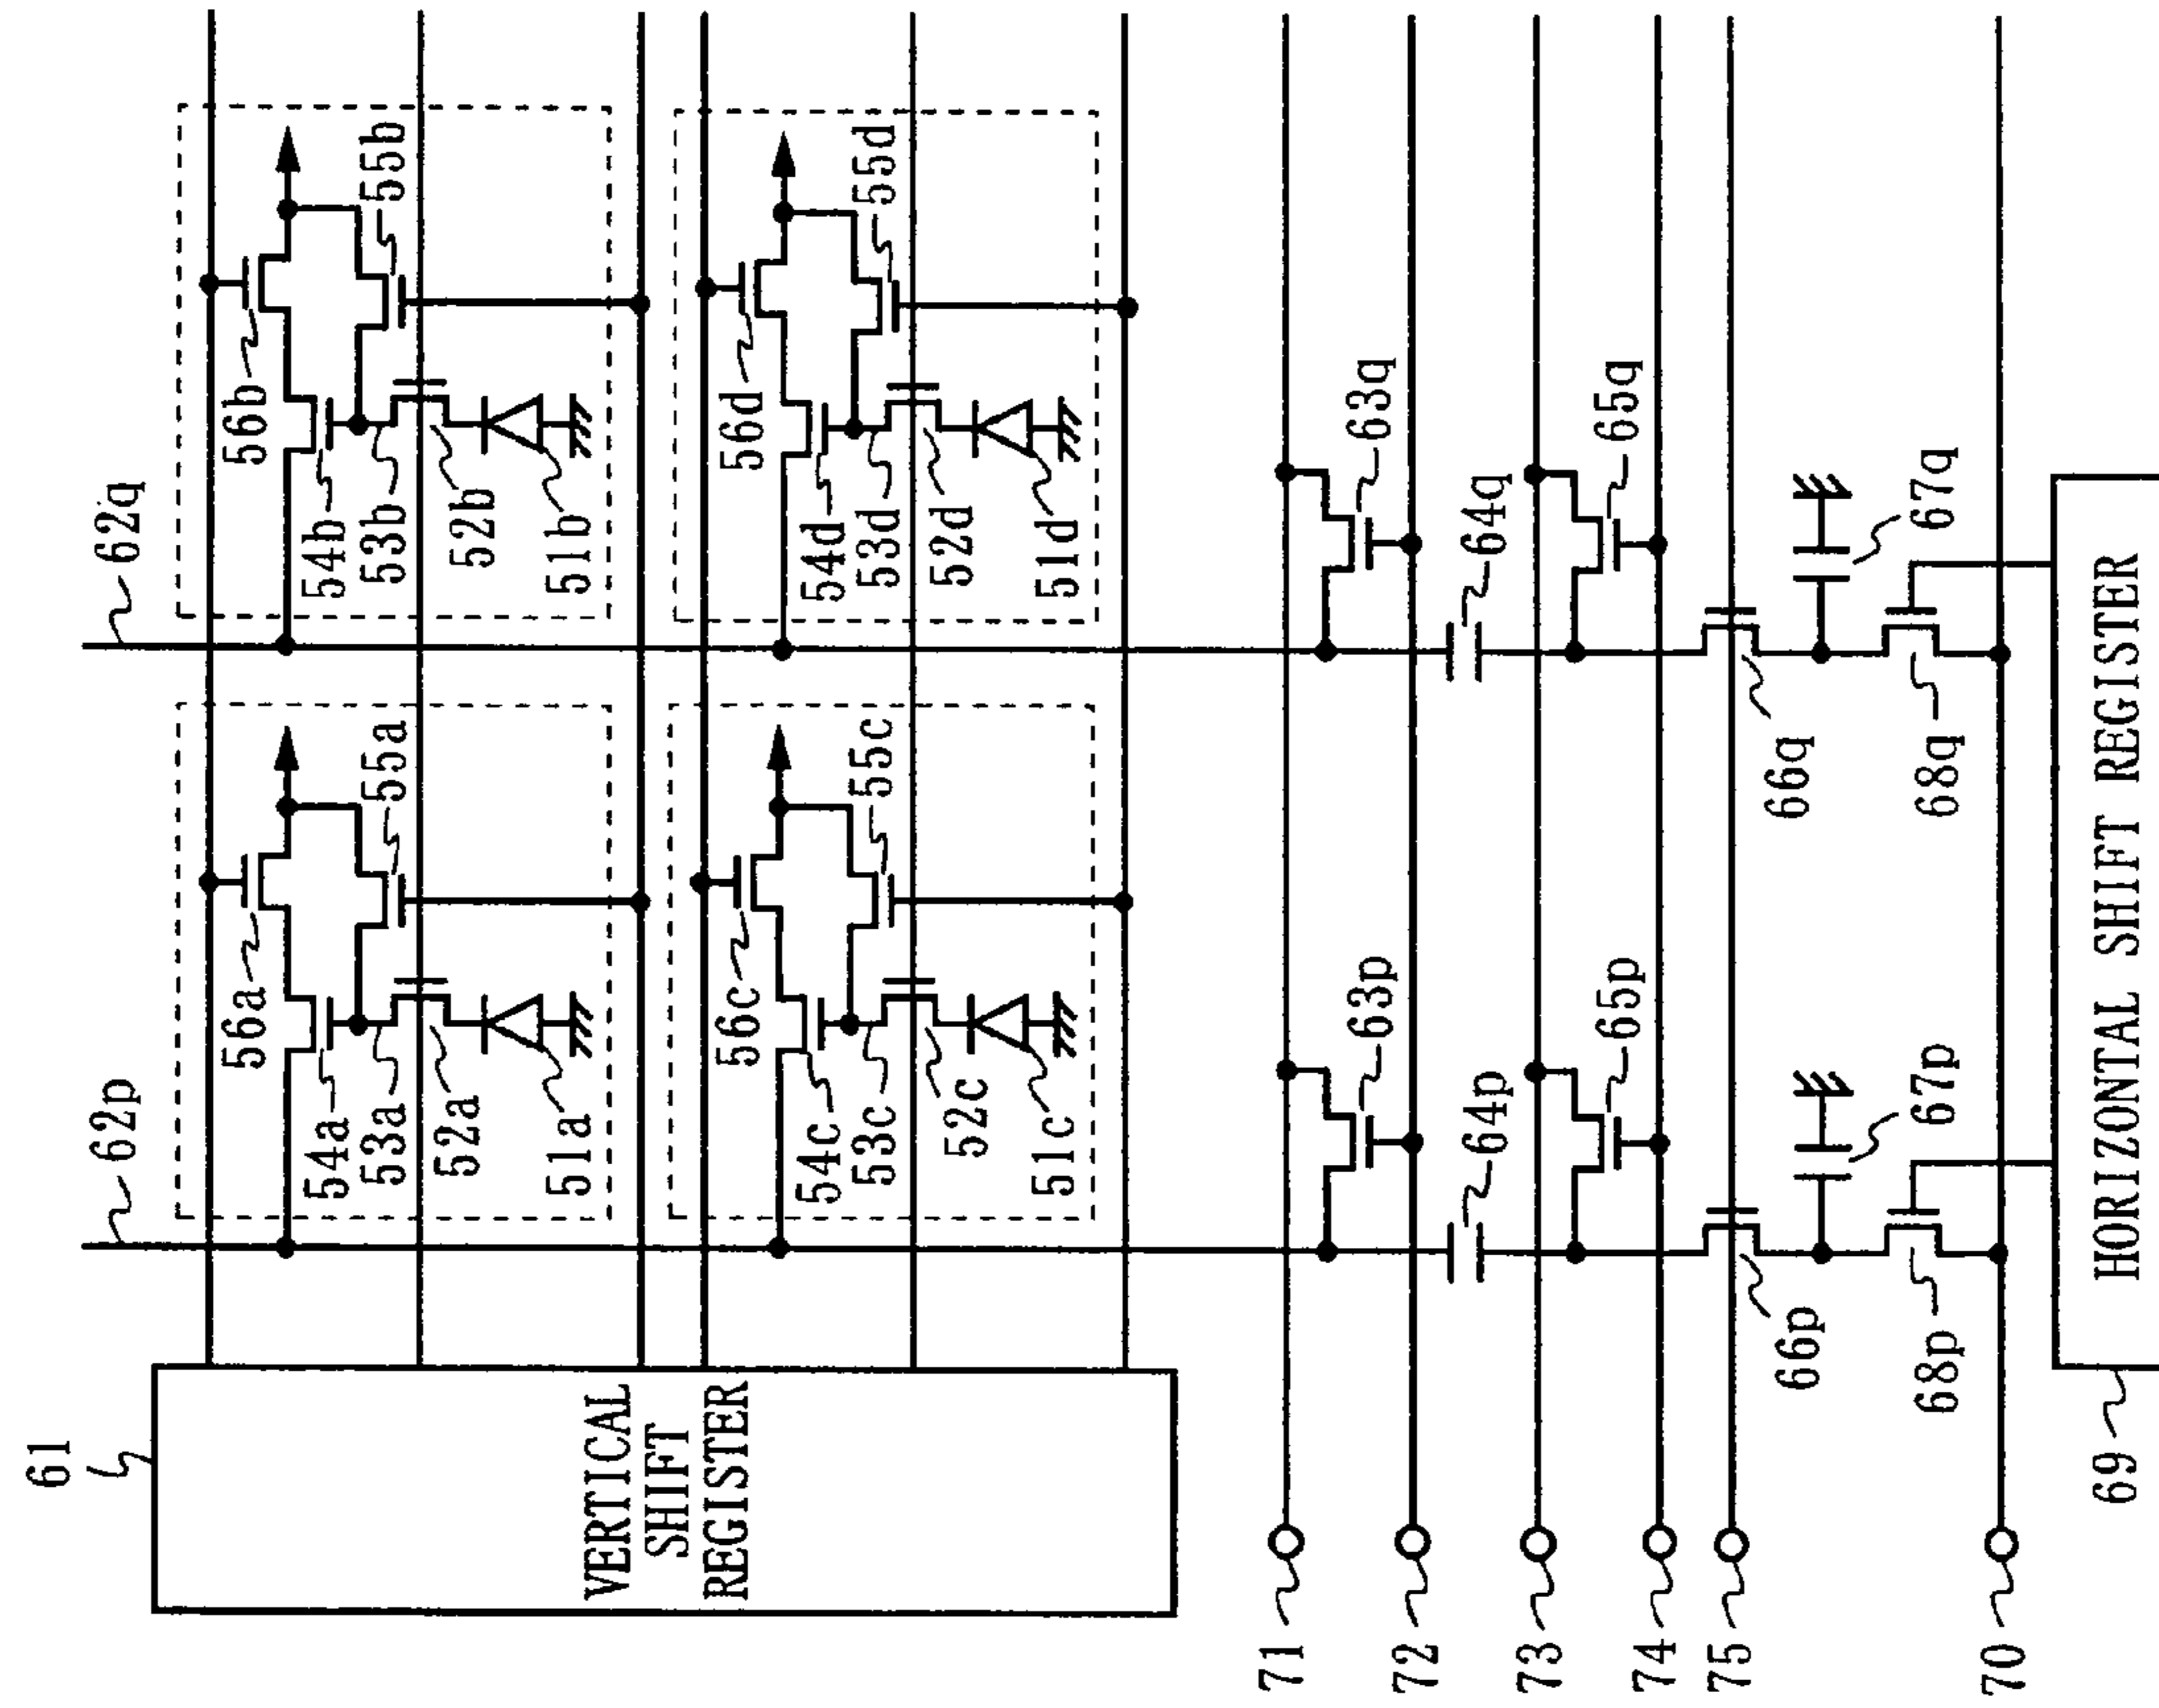 61
VERTICAL
SHIFT
REGISTER
62p
62q
56a
54a
53a
52a
51a
55a
56b
54b
53b
52b
51b
55b
56c
54c
53c
52c
51c
55c
56d
54d
53d
52d
51d
55d
71
72
73
74
75
70
63p
64p
65p
66p
67p
68p
63q
64q
65q
66q
67q
68q
69
HORIZONTAL SHIFT REGISTER